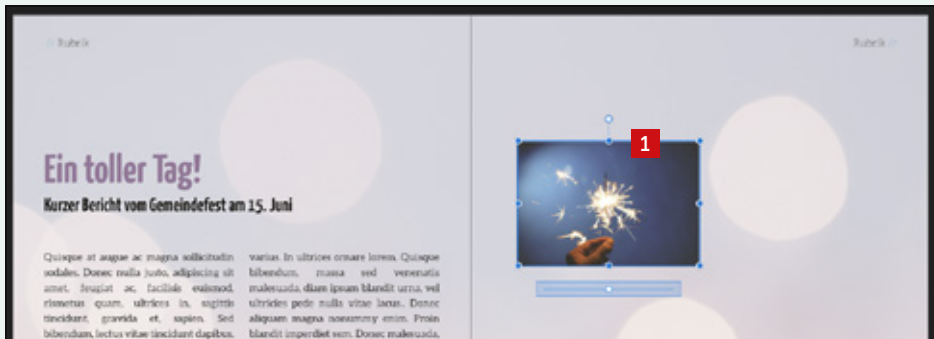 // Rubrik
Rubrik //
1
Ein toller Tag!
Kurzer Bericht vom Gemeindefest am 15. Juni
Quisque at augue ac magna sollicitudin
sodales. Donec nulla justo, adipiscing sit
amet, feugiat ac, facilisis euismod,
risus quam, ultrices in, sagittis
tincidunt, gravida et, sapien. Sed
bibendum, lectus vitae tincidunt dapibus,
varius. In ultrices ornare lorem. Quisque
bibendum, massa sed venenatis
malesuada, diam ipsum blandit urna, vel
ultricies pede nulla vitae lacus. Donec
aliquam magna nonummy enim. Proin
blandit imperdiet sem. Donec malesuada,